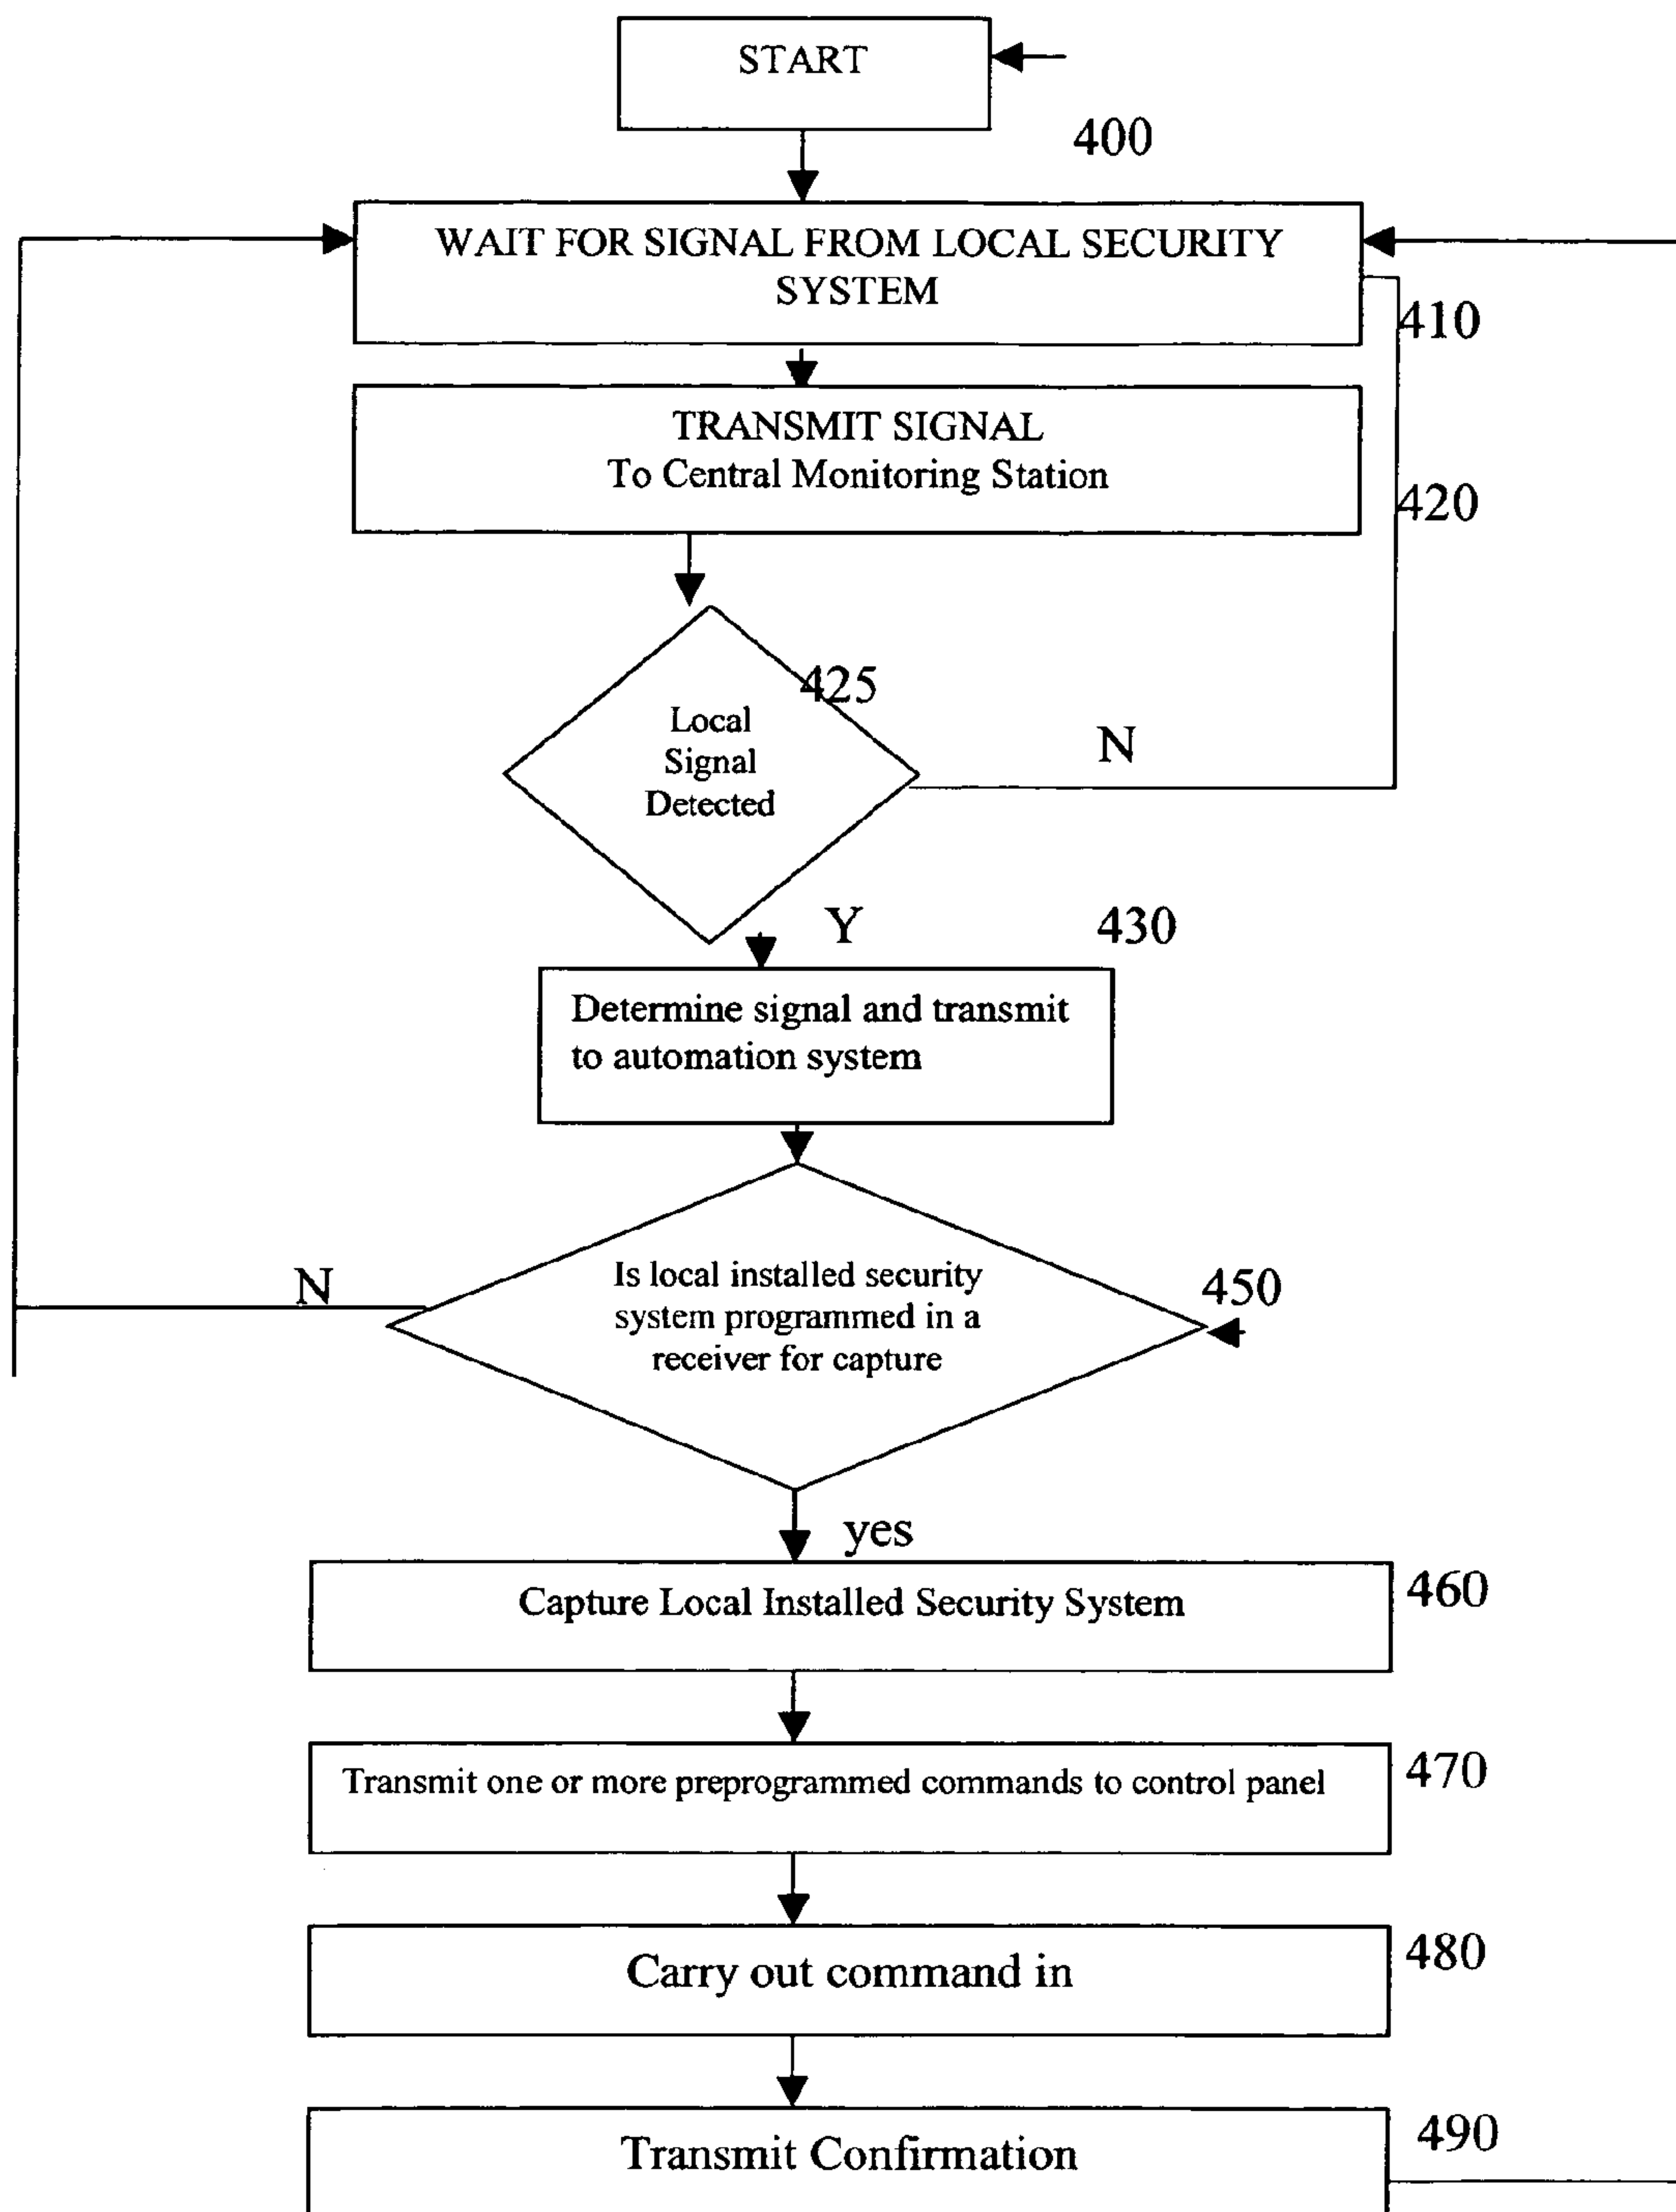 START
400
WAIT FOR SIGNAL FROM LOCAL SECURITY
SYSTEM
410
TRANSMIT SIGNAL
To Central Monitoring Station
420
425
Local
Signal
Detected
N
Y
430
Determine signal and transmit
to automation system
N
Is local installed security
system programmed in a
receiver for capture
450
yes
Capture Local Installed Security System
460
Transmit one or more preprogrammed commands to control panel
470
Carry out command in
480
Transmit Confirmation
490